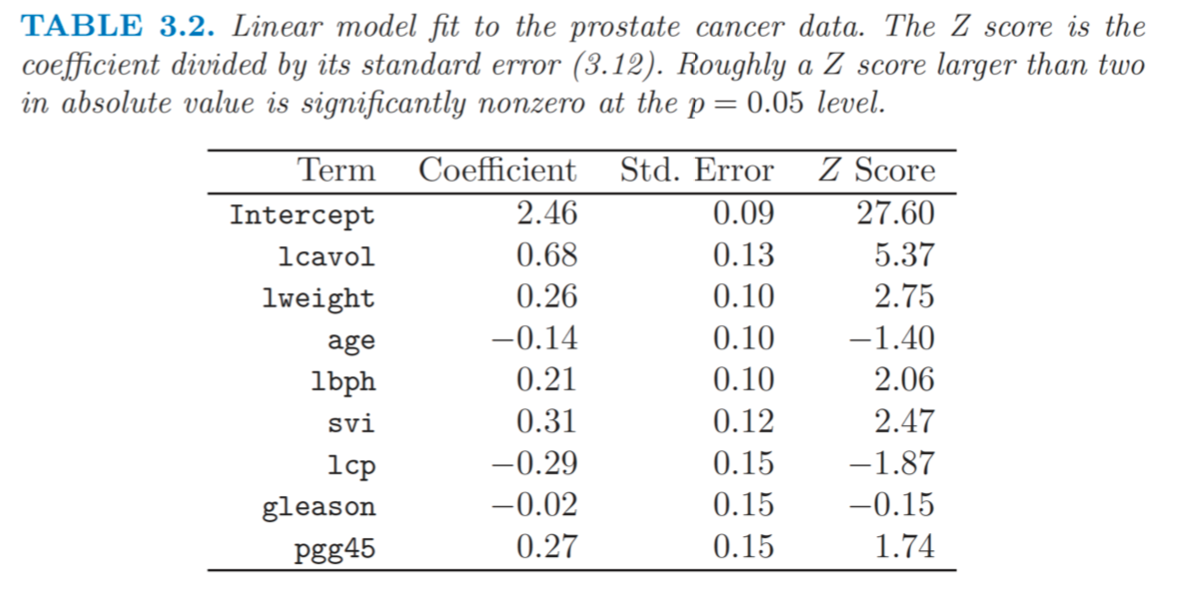 TABLE 3.2. Linear model fit to the prostate cancer data. The Z score is the
coefficient divided by its standard error (3.12). Roughly a Z score larger than two
in absolute value is significantly nonzero at the p = 0.05 level.
Term Coefficient Std. Error Z Score
Intercept 2.46 0.09 27.60
lcavol 0.68 0.13 5.37
lweight 0.26 0.10 2.75
age −0.14 0.10 −1.40
lbph 0.21 0.10 2.06
svi 0.31 0.12 2.47
lcp −0.29 0.15 −1.87
gleason −0.02 0.15 −0.15
pgg45 0.27 0.15 1.74